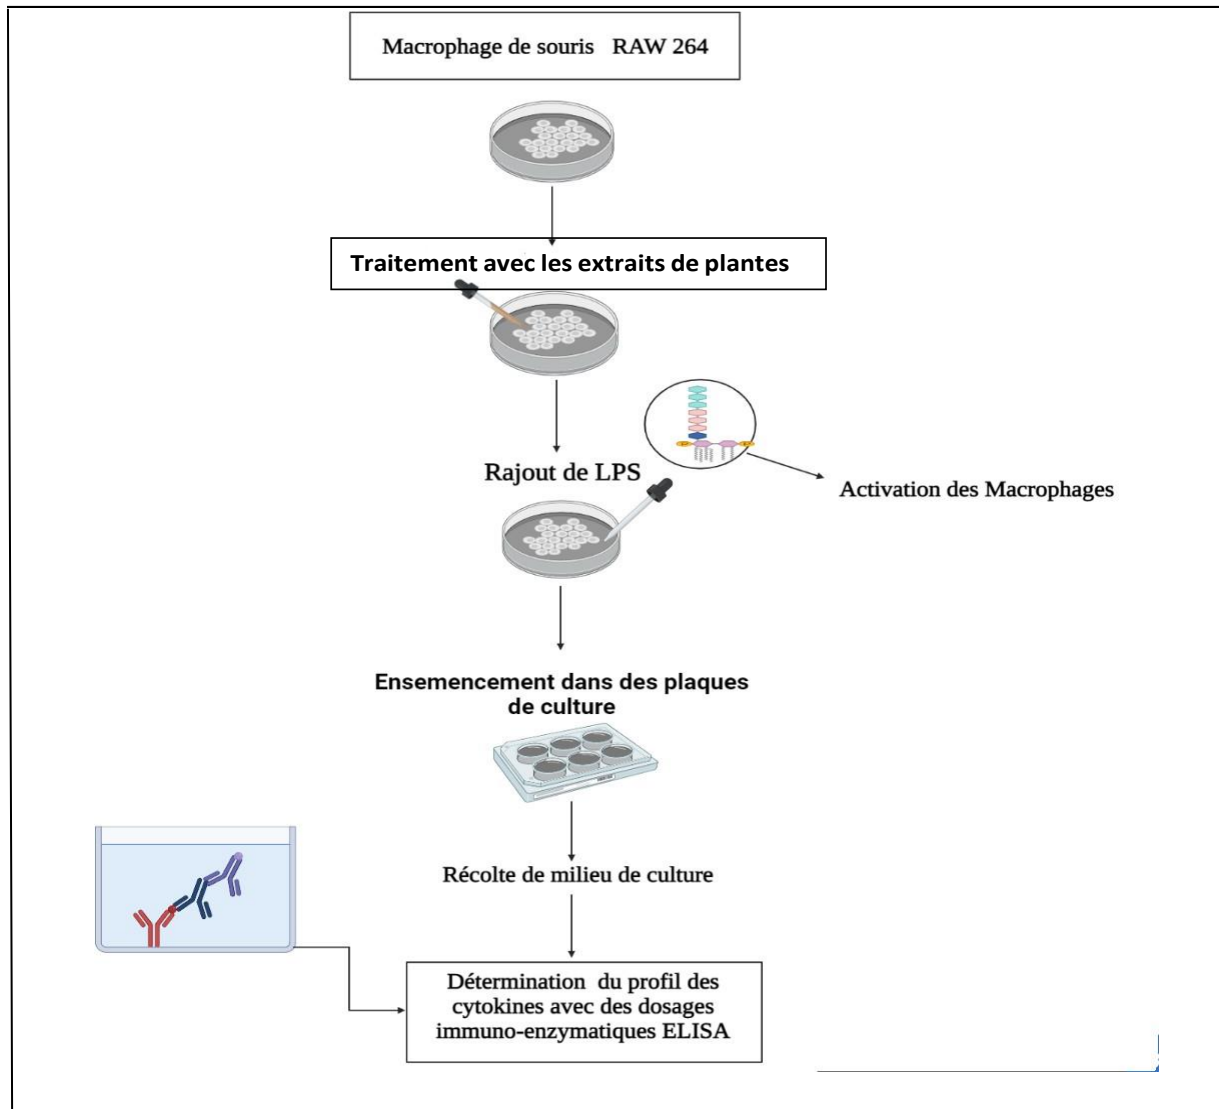 Macrophage de souris RAW 264
Traitement avec les extraits de plantes
Rajout de LPS
Activation des Macrophages
Ensemencement dans des plaques
de culture
Récolte de milieu de culture
Détermination du profil des
cytokines avec des dosages
immuno-enzymatiques ELISA